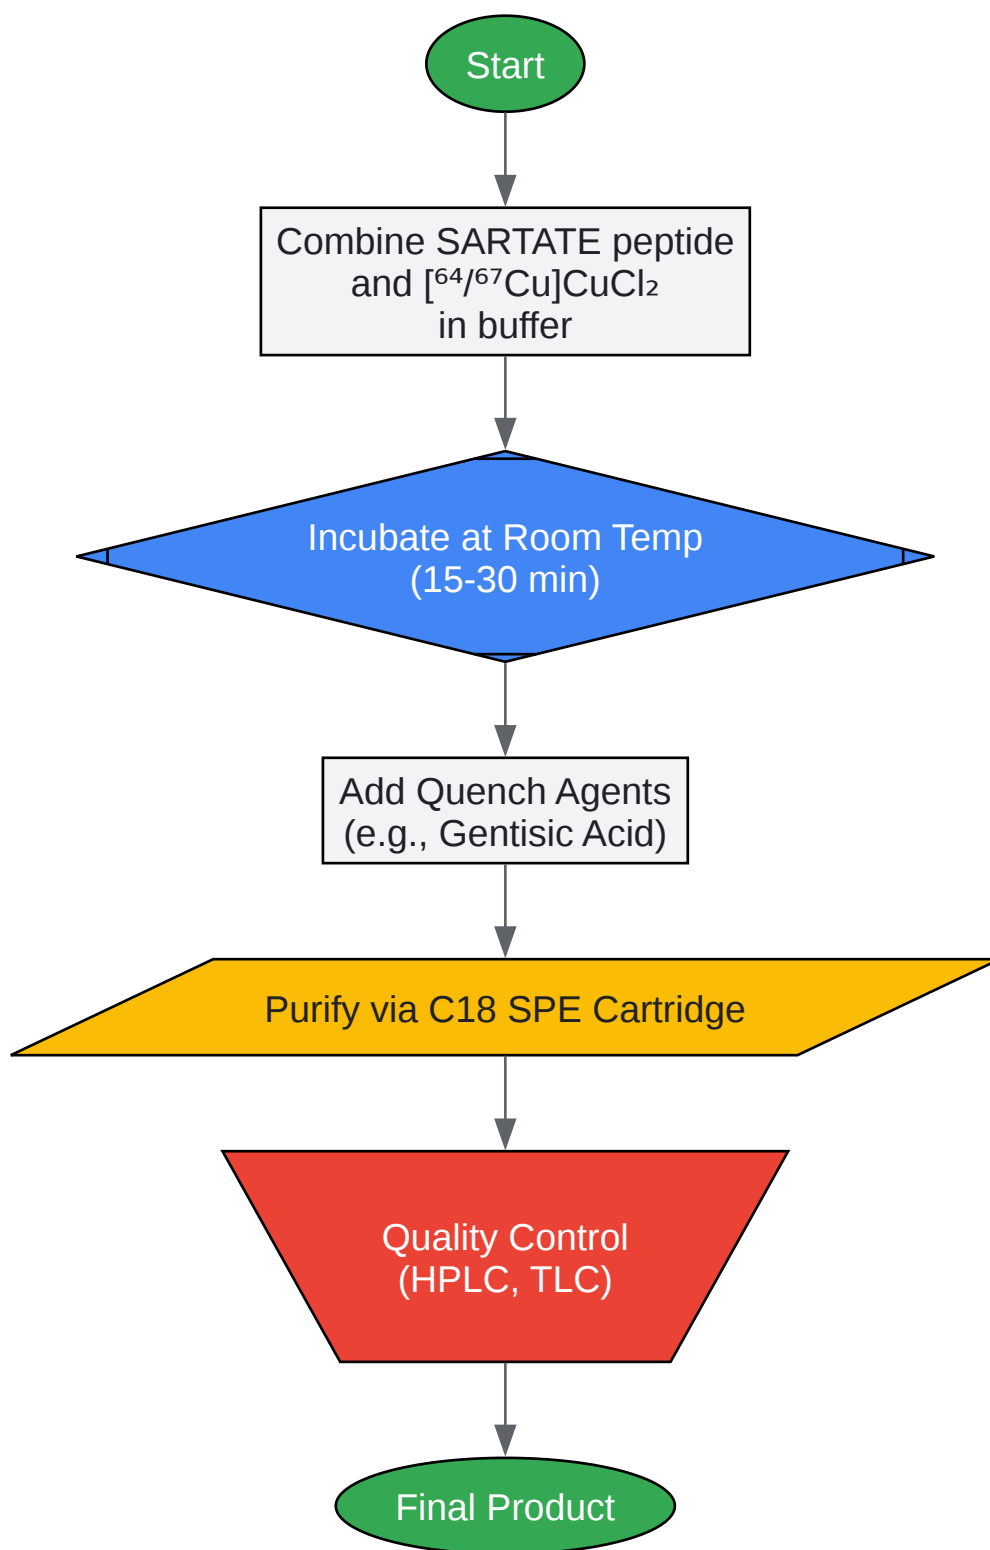 Start
Combine SARTATE peptide
and [⁶⁴/⁶⁷Cu]CuCl₂
in buffer
Incubate at Room Temp
(15-30 min)
Add Quench Agents
(e.g., Gentisic Acid)
Purify via C18 SPE Cartridge
Quality Control
(HPLC, TLC)
Final Product